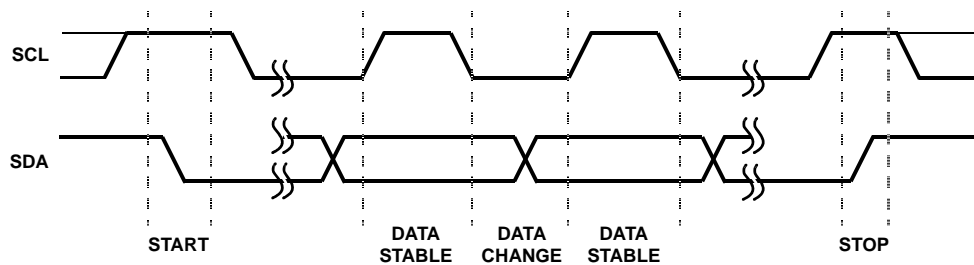 SCL
SDA
START
DATA
STABLE
DATA
CHANGE
DATA
STABLE
STOP